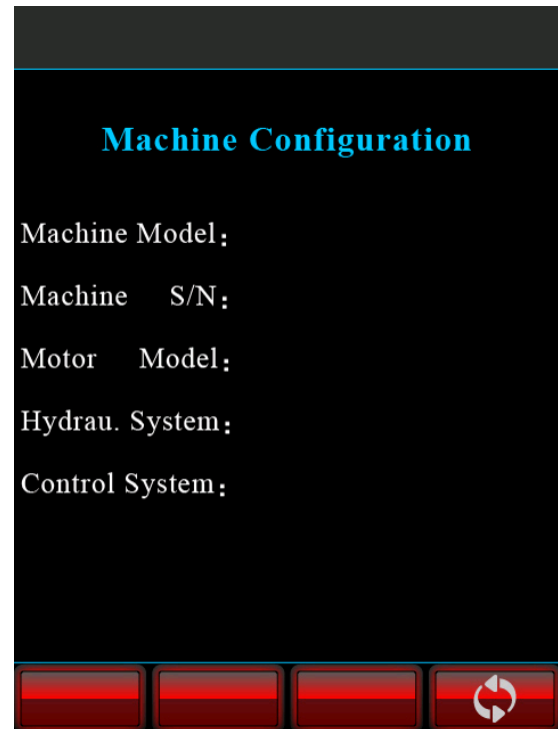 Machine Configuration
Machine Model：
Machine S/N：
Motor Model：
Hydrau. System：
Control System：